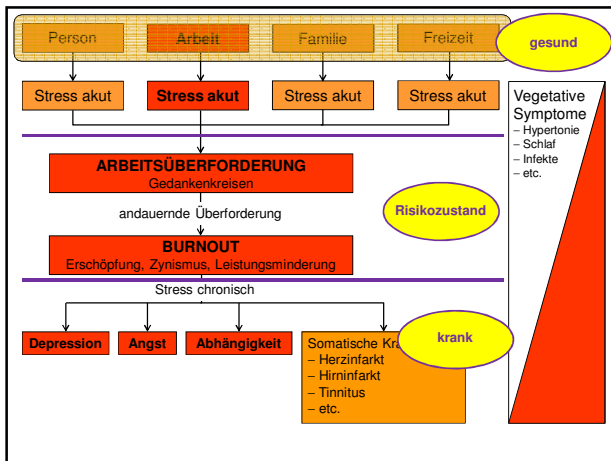 Person
Arbeit
Familie
Freizeit
gesund
Stress akut
Stress akut
Stress akut
Stress akut
Vegetative
Symptome
– Hypertonie
– Schlaf
– Infekte
– etc.
ARBEITSÜBERFORDERUNG
Gedankenkreisen
andauernde Überforderung
Risikozustand
BURNOUT
Erschöpfung, Zynismus, Leistungsminderung
Stress chronisch
Depression
Angst
Abhängigkeit
Somatische
krank
– Herzinfarkt
– Hirninfarkt
– Tinnitus
– etc.